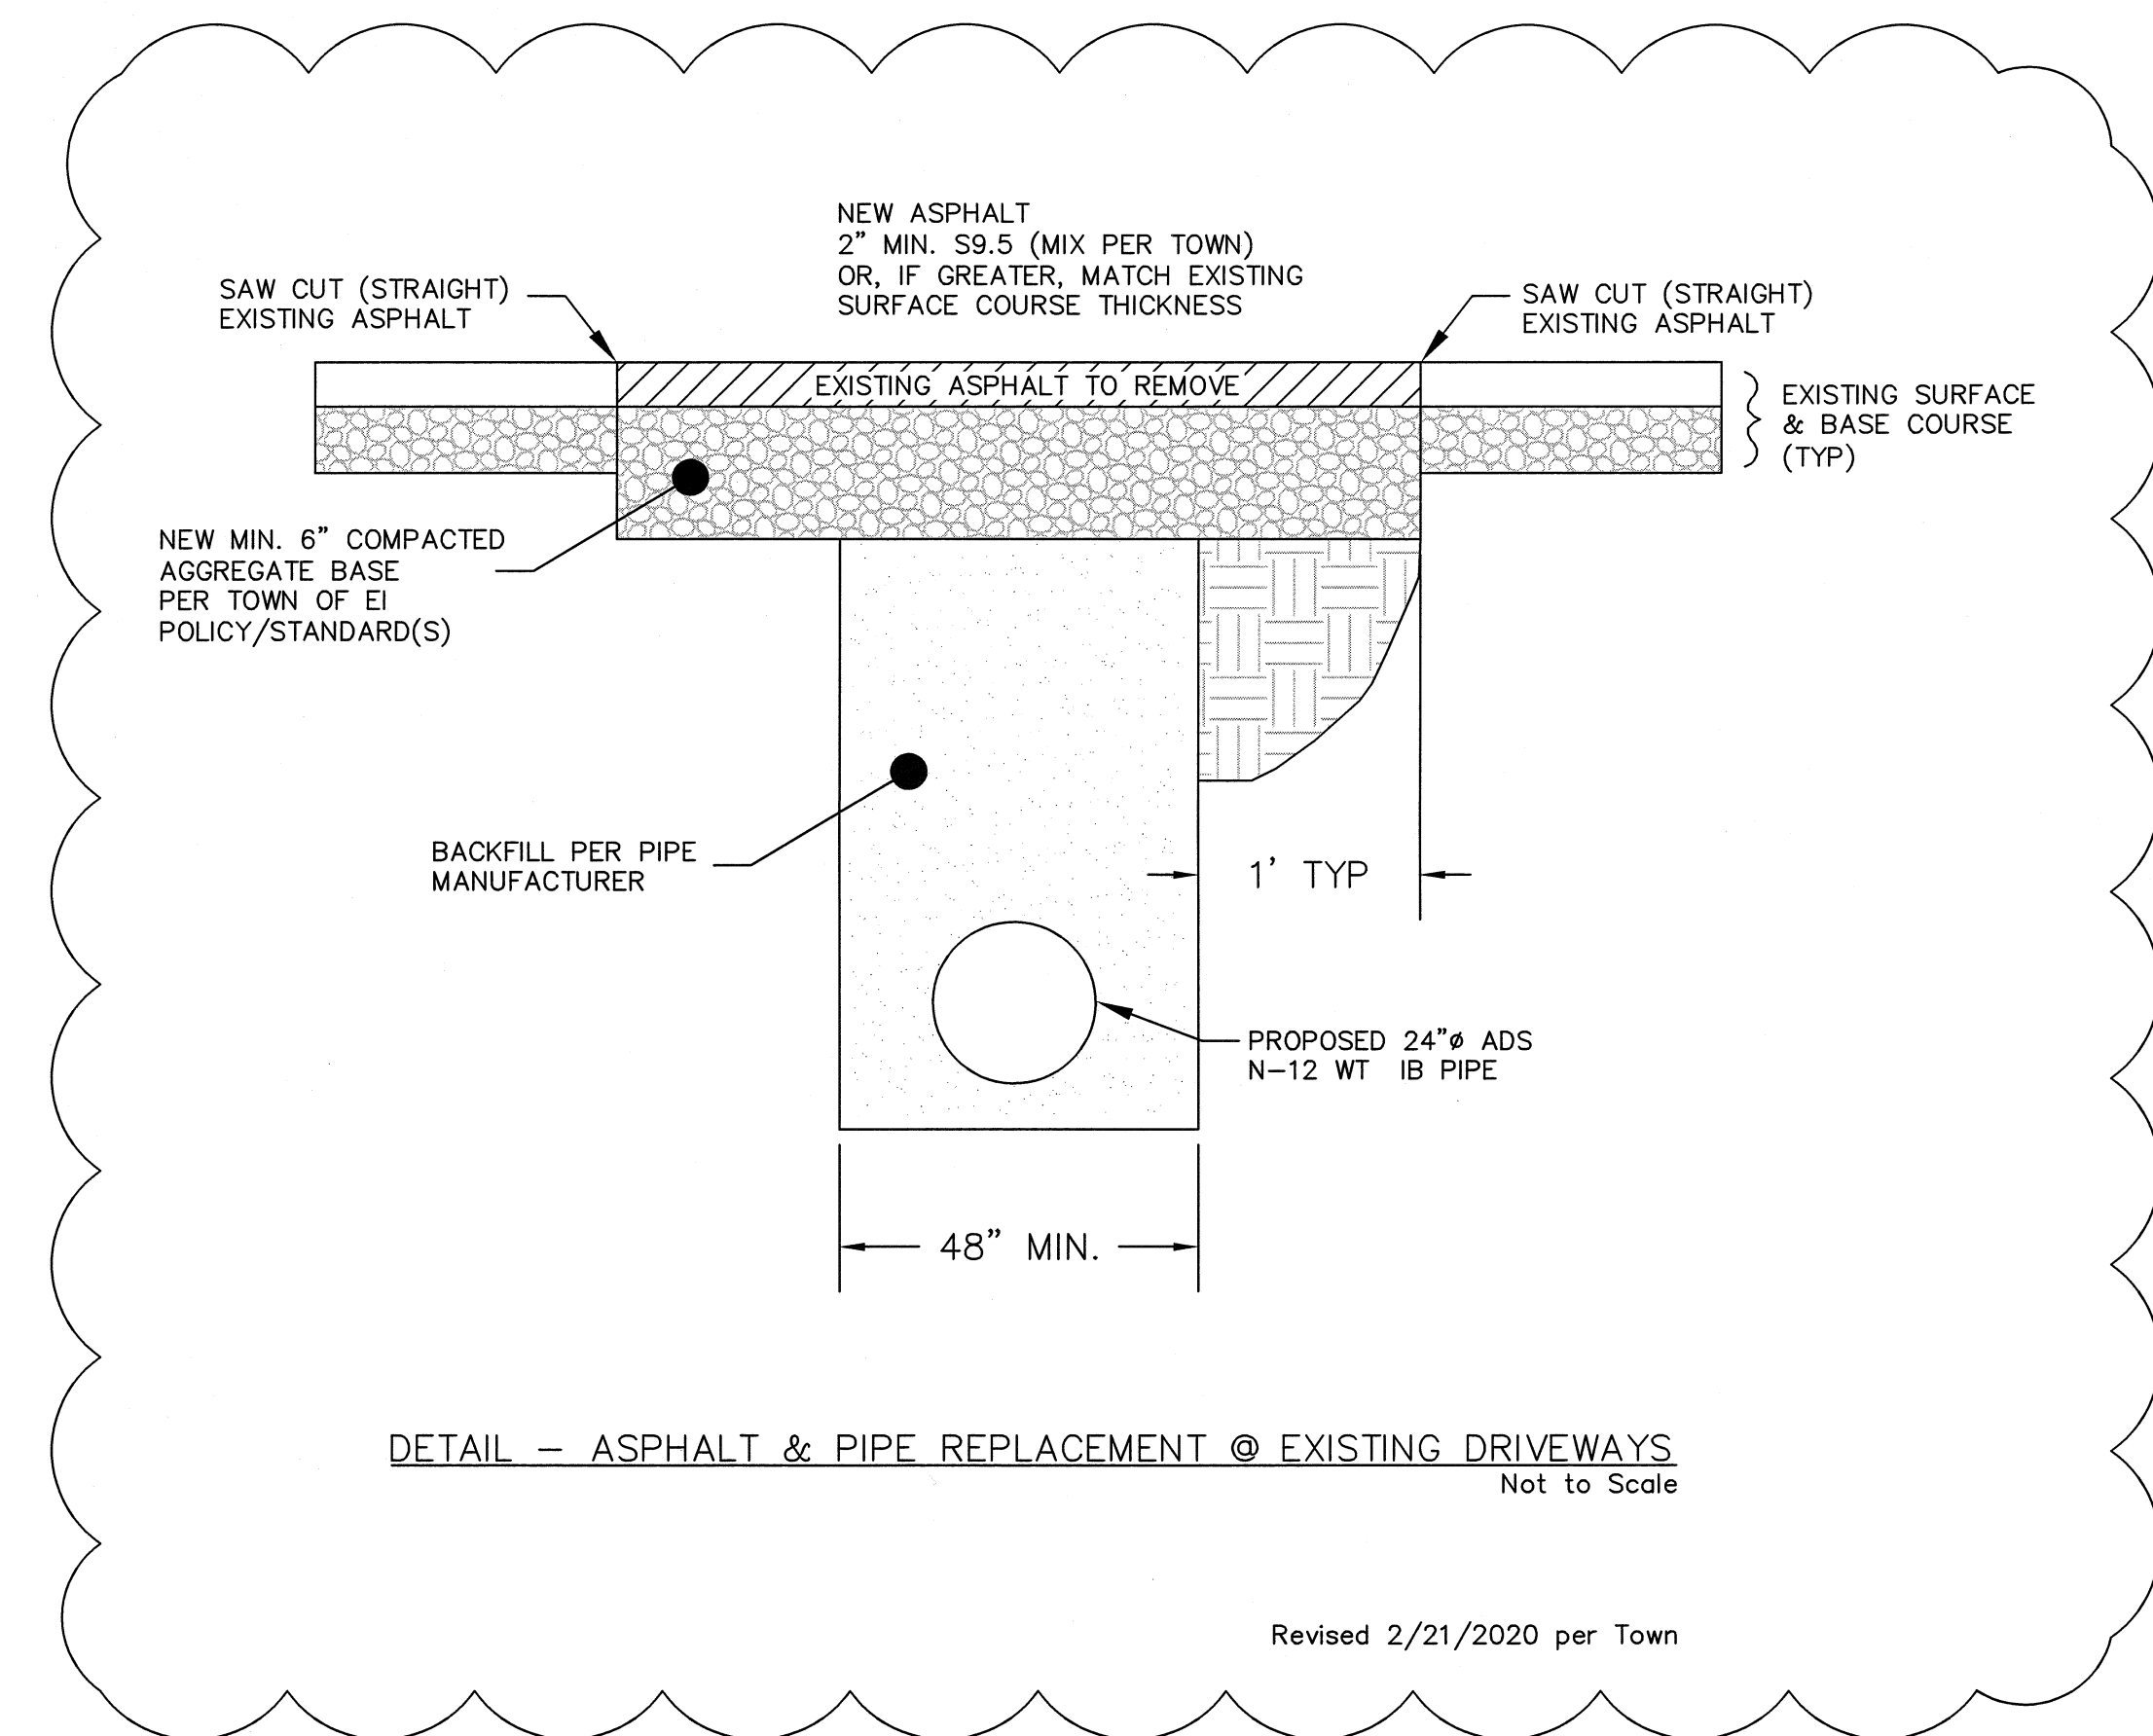 NEW ASPHALT
2" MIN. S9.5 (MIX PER TOWN)
OR, IF GREATER, MATCH EXISTING
SURFACE COURSE THICKNESS
SAW CUT (STRAIGHT)
EXISTING ASPHALT
SAW CUT (STRAIGHT)
EXISTING ASPHALT
EXISTING ASPHALT TO REMOVE
EXISTING SURFACE
& BASE COURSE
(TYP)
NEW MIN. 6" COMPACTED
AGGREGATE BASE
PER TOWN OF EI
POLICY/STANDARD(S)
BACKFILL PER PIPE
MANUFACTURER
1' TYP
PROPOSED 24"ø ADS
N-12 WT IB PIPE
48" MIN.
DETAIL - ASPHALT & PIPE REPLACEMENT @ EXISTING DRIVEWAYS
Not to Scale
Revised 2/21/2020 per Town